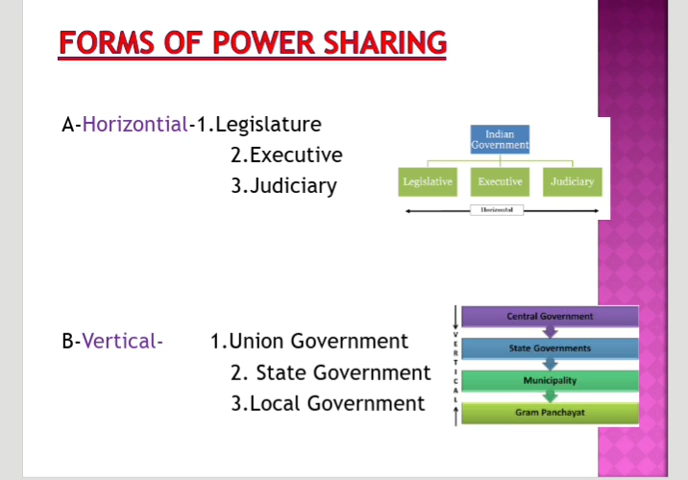 FORMS OF POWER SHARING
A-Horizontial-1.Legislature
2.Executive
3.Judiciary
Indian
Government
Legislative
Executive
Judiciary
Horizontal
B-Vertical-
1.Union Government
2. State Government
3.Local Government
VERTICAL
Central Government
State Governments
Municipality
Gram Panchayat